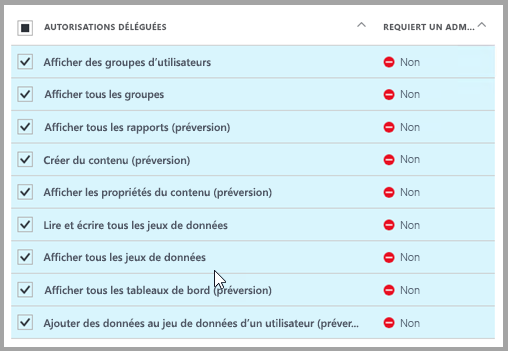 AUTORISATIONS DÉLÉGUÉES REQUIERT UN ADM...
Afficher des groupes d’utilisateurs Non
Afficher tous les groupes Non
Afficher tous les rapports (préversion) Non
Créer du contenu (préversion) Non
Afficher les propriétés du contenu (préversion) Non
Lire et écrire tous les jeux de données Non
Afficher tous les jeux de données Non
Afficher tous les tableaux de bord (préversion) Non
Ajouter des données au jeu de données d’un utilisateur (préver... Non